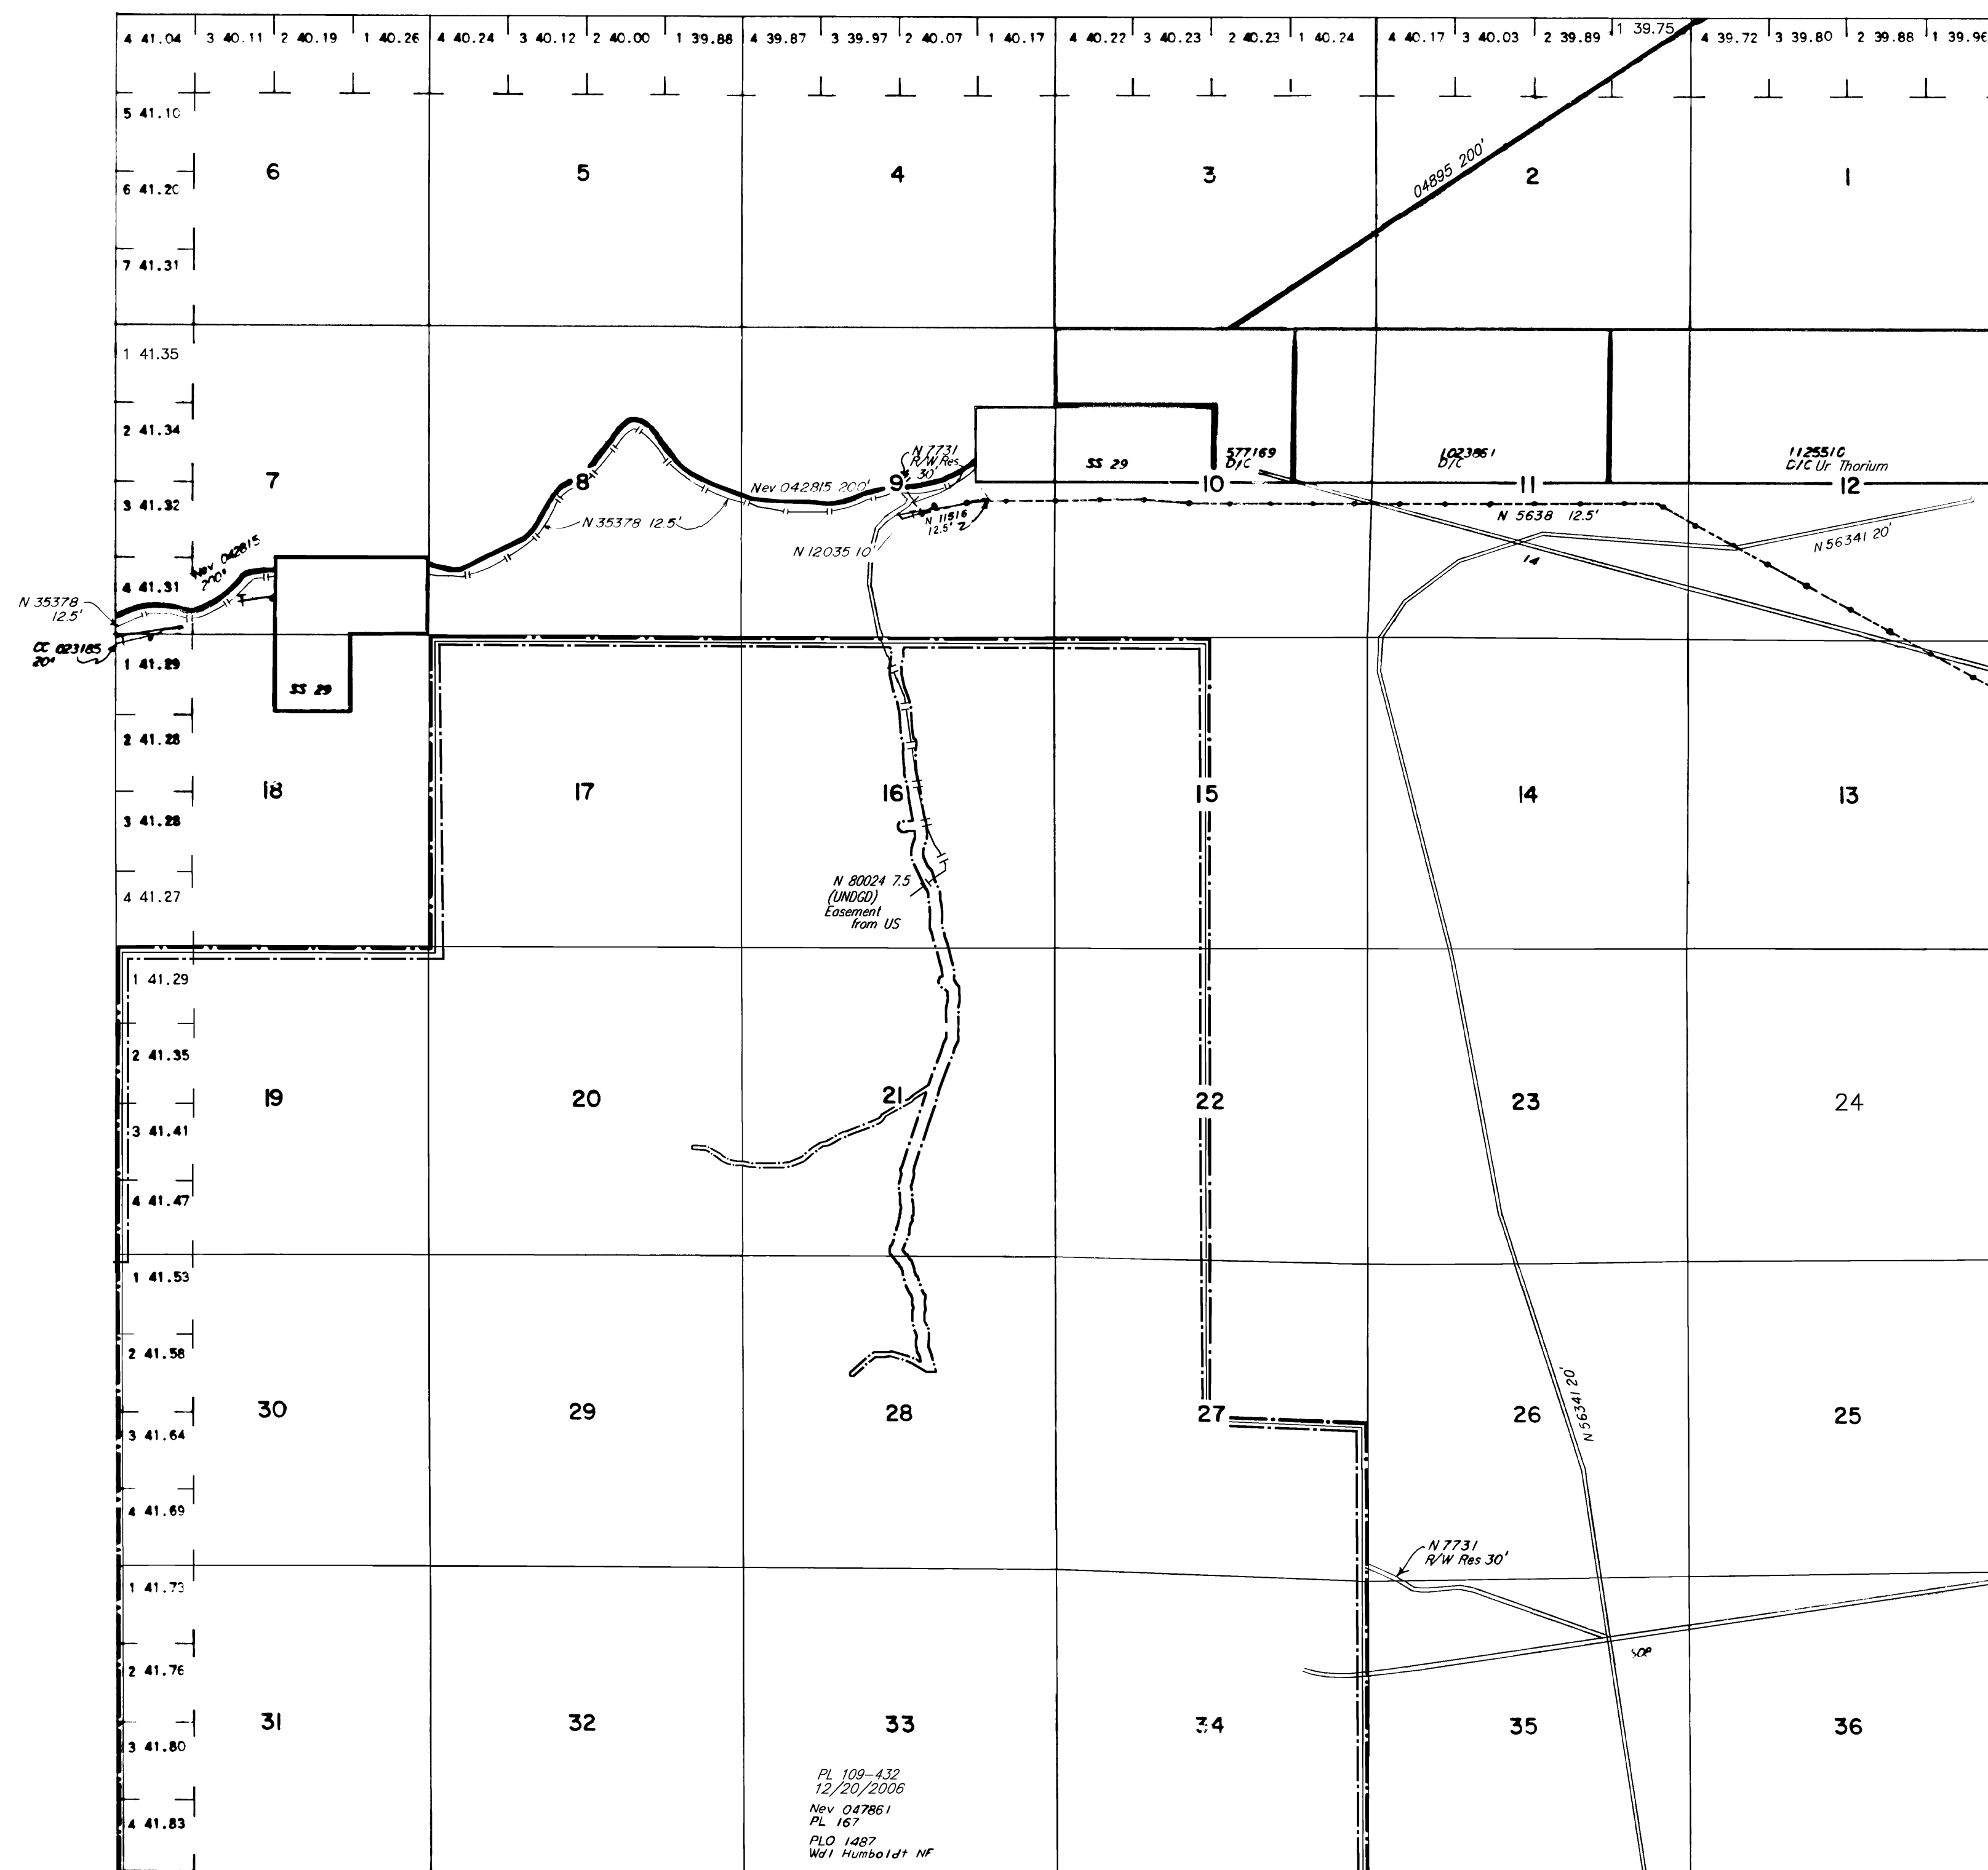 4 41.04 3 40.11 2 40.19 1 40.26 4 40.24 3 40.12 2 40.00 1 39.88 4 39.87 3 39.97 2 40.07 1 40.17 4 40.22 3 40.23 2 40.23 1 40.24 4 40.17 3 40.03 2 39.89 1 39.75 4 39.72 3 39.80 2 39.88 1 39.96
5 41.10
04895 200'
6 5 4 3 2 1
6 41.20
7 41.31
1 41.35
2 41.34
N 7731
R/W Res
30'
SS 29
577169
D/C
1023861
D/C
1125510
D/C Ur Thorium
7 8 9 10 11 12
Nev 042815 200'
3 41.32
N 35378 12.5'
N 11516
12.5'
N 5638 12.5'
N 12035 10'
N 56341 20'
14
Nev 042815
200'
4 41.31
N 35378
12.5'
CC 023185
20'
1 41.29
SS 29
2 41.28
18 17 16 15 14 13
3 41.28
4 41.27
N 80024 7.5
(UNDGD)
Easement
from US
1 41.29
2 41.35
19 20 21 22 23 24
3 41.41
4 41.47
1 41.53
2 41.58
N 56341 20'
30 29 28 27 26 25
3 41.64
4 41.69
N 7731
R/W Res 30'
1 41.73
SOP
2 41.76
31 32 33 34 35 36
3 41.80
PL 109-432
12/20/2006
Nev 047861
PL 167
4 41.83
PLO 1487
Wdl Humboldt NF